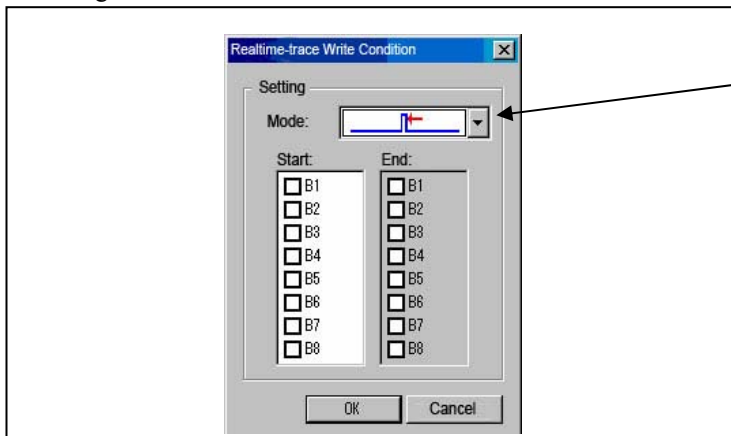 Realtime-trace Write Condition
Setting
Mode:
Start: End:
B1 B1
B2 B2
B3 B3
B4 B4
B5 B5
B6 B6
B7 B7
B8 B8
OK Cancel